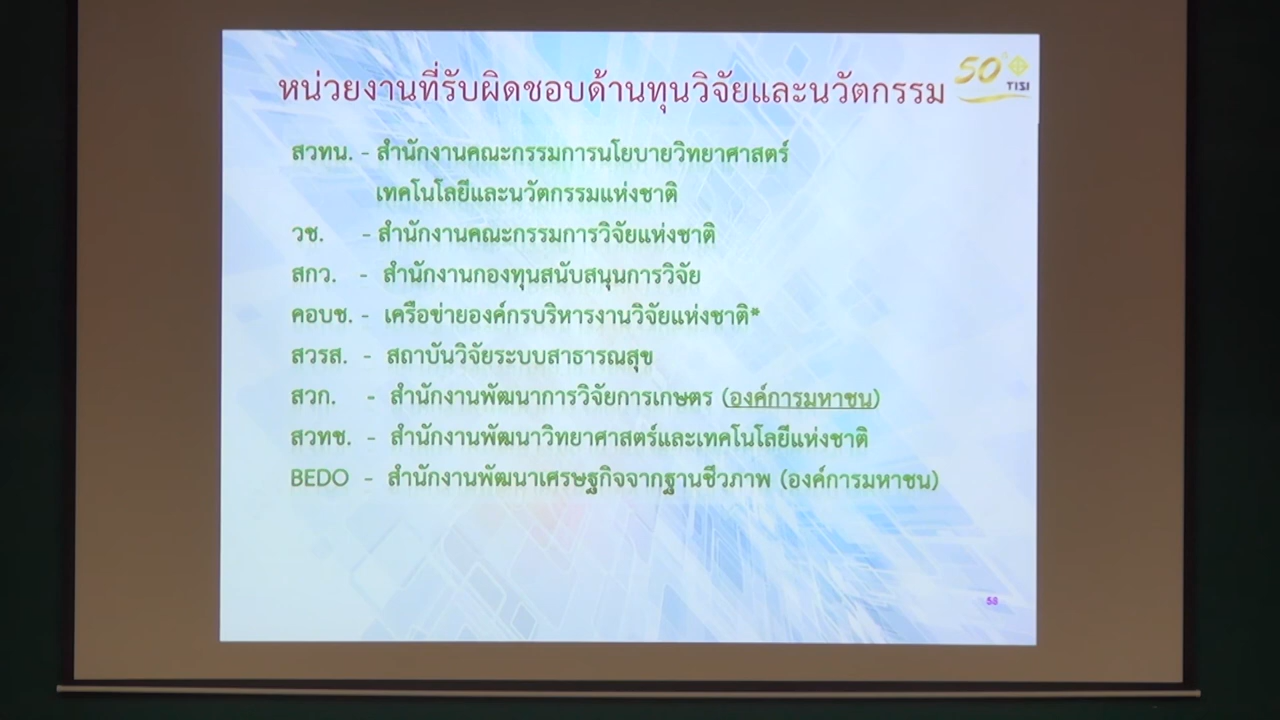 หน่วยงานที่รับผิดชอบด้านทุนวิจัยและนวัตกรรม
50 TISI
สวทน. - สำนักงานคณะกรรมการนโยบายวิทยาศาสตร์
เทคโนโลยีและนวัตกรรมแห่งชาติ
วช. - สำนักงานคณะกรรมการวิจัยแห่งชาติ
สกว. - สำนักงานกองทุนสนับสนุนการวิจัย
คอบช. - เครือข่ายองค์กรบริหารงานวิจัยแห่งชาติ*
สวรส. - สถาบันวิจัยระบบสาธารณสุข
สวก. - สำนักงานพัฒนาการวิจัยการเกษตร (องค์การมหาชน)
สวทช. - สำนักงานพัฒนาวิทยาศาสตร์และเทคโนโลยีแห่งชาติ
BEDO - สำนักงานพัฒนาเศรษฐกิจจากฐานชีวภาพ (องค์การมหาชน)
58